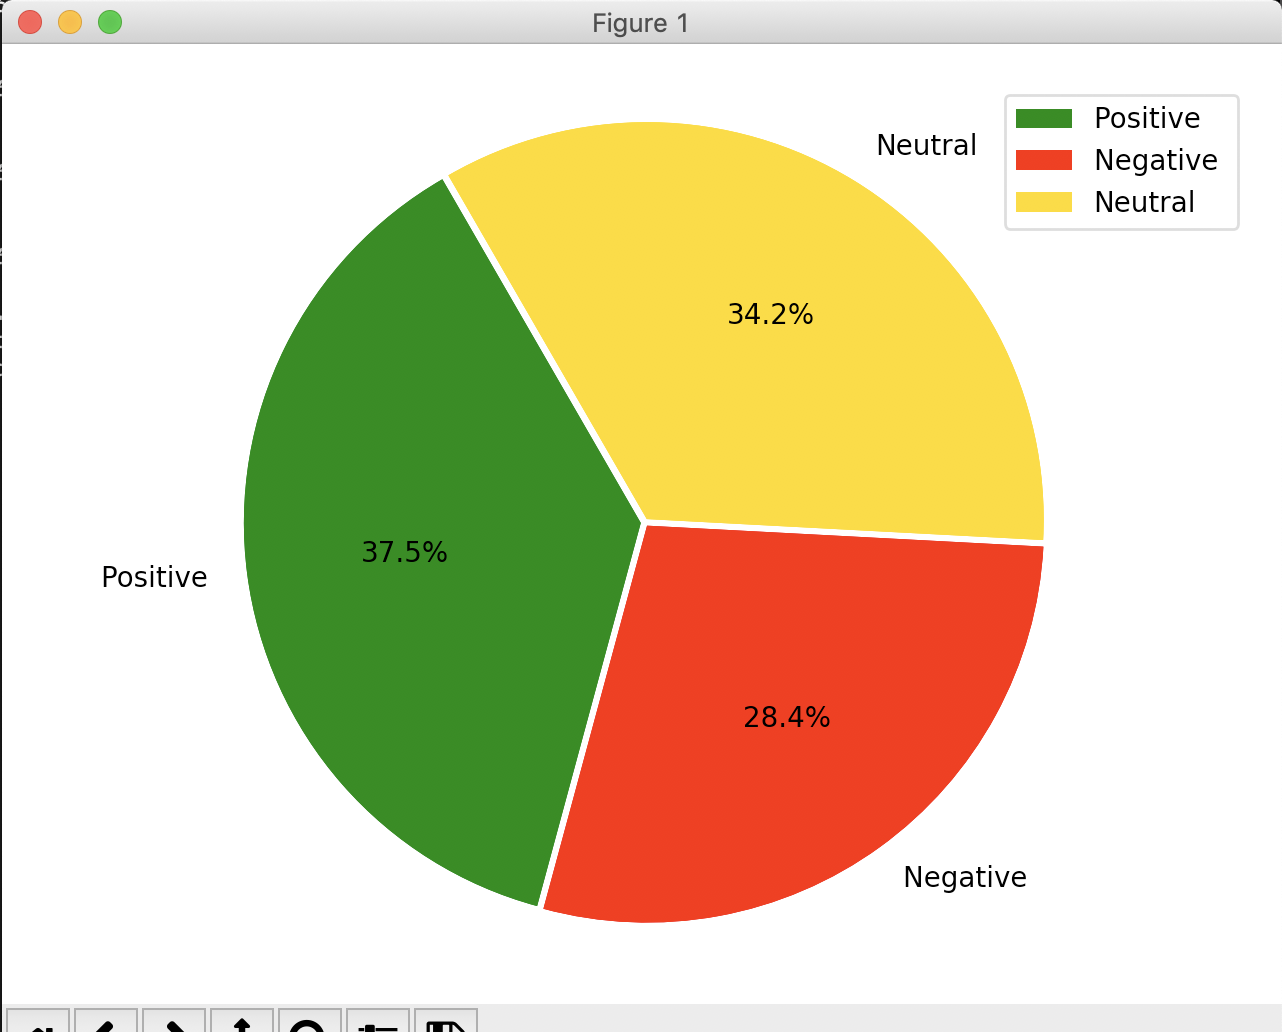 Figure 1
Neutral
Positive
Negative
Neutral
34.2%
37.5%
Positive
28.4%
Negative